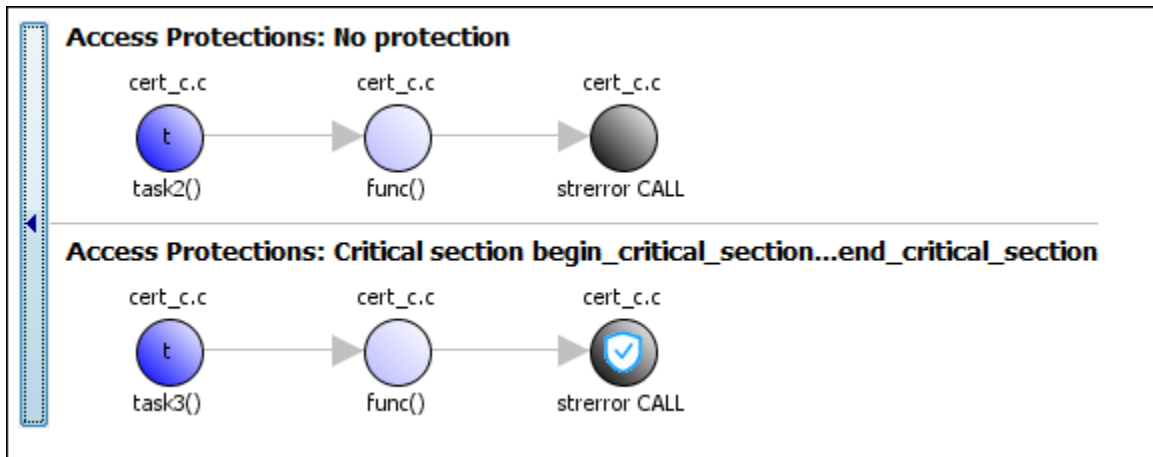 Access Protections: No protection
cert_c.c cert_c.c cert_c.c
t
task2() func() strerror CALL
Access Protections: Critical section begin_critical_section...end_critical_section
cert_c.c cert_c.c cert_c.c
t
task3() func() strerror CALL